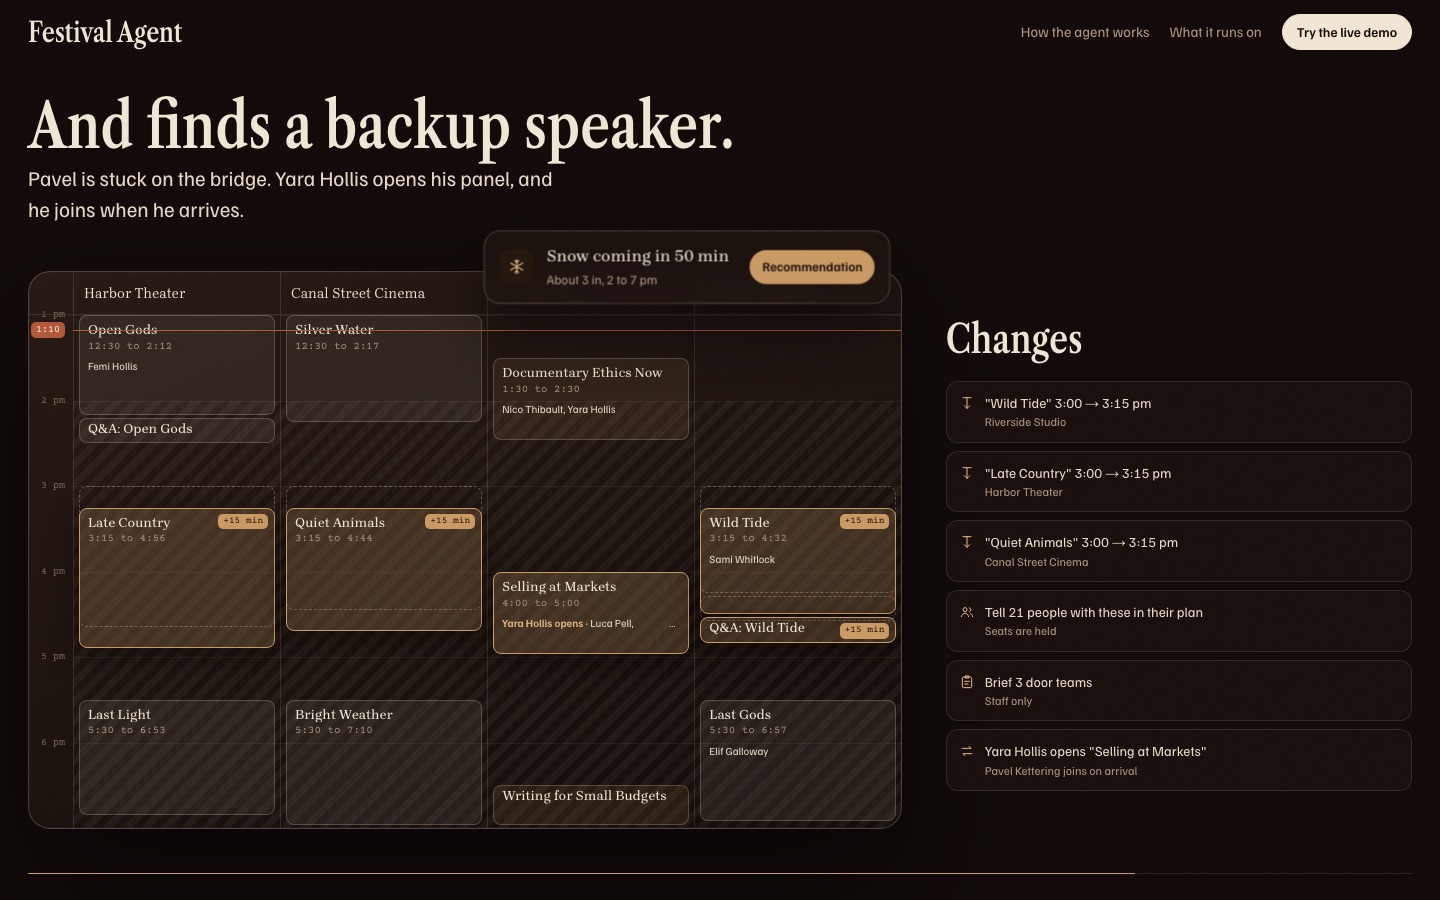 Festival Agent
How the agent works
What it runs on
Try the live demo
And finds a backup speaker.
Pavel is stuck on the bridge. Yara Hollis opens his panel, and
he joins when he arrives.
Snow coming in 50 min
About 3 in, 2 to 7 pm
Recommendation
Harbor Theater
Canal Street Cinema
1 pm
1:10
2 pm
3 pm
4 pm
5 pm
6 pm
Open Gods
12:30 to 2:12
Femi Hollis
Q&A: Open Gods
Late Country
+15 min
3:15 to 4:56
Last Light
5:30 to 6:53
Silver Water
12:30 to 2:17
Quiet Animals
+15 min
3:15 to 4:44
Bright Weather
5:30 to 7:10
Documentary Ethics Now
1:30 to 2:30
Nico Thibault, Yara Hollis
Selling at Markets
4:00 to 5:00
Yara Hollis opens · Luca Pell, ...
Writing for Small Budgets
Wild Tide
+15 min
3:15 to 4:32
Sami Whitlock
Q&A: Wild Tide
+15 min
Last Gods
5:30 to 6:57
Elif Galloway
Changes
"Wild Tide" 3:00 → 3:15 pm
Riverside Studio
"Late Country" 3:00 → 3:15 pm
Harbor Theater
"Quiet Animals" 3:00 → 3:15 pm
Canal Street Cinema
Tell 21 people with these in their plan
Seats are held
Brief 3 door teams
Staff only
Yara Hollis opens "Selling at Markets"
Pavel Kettering joins on arrival